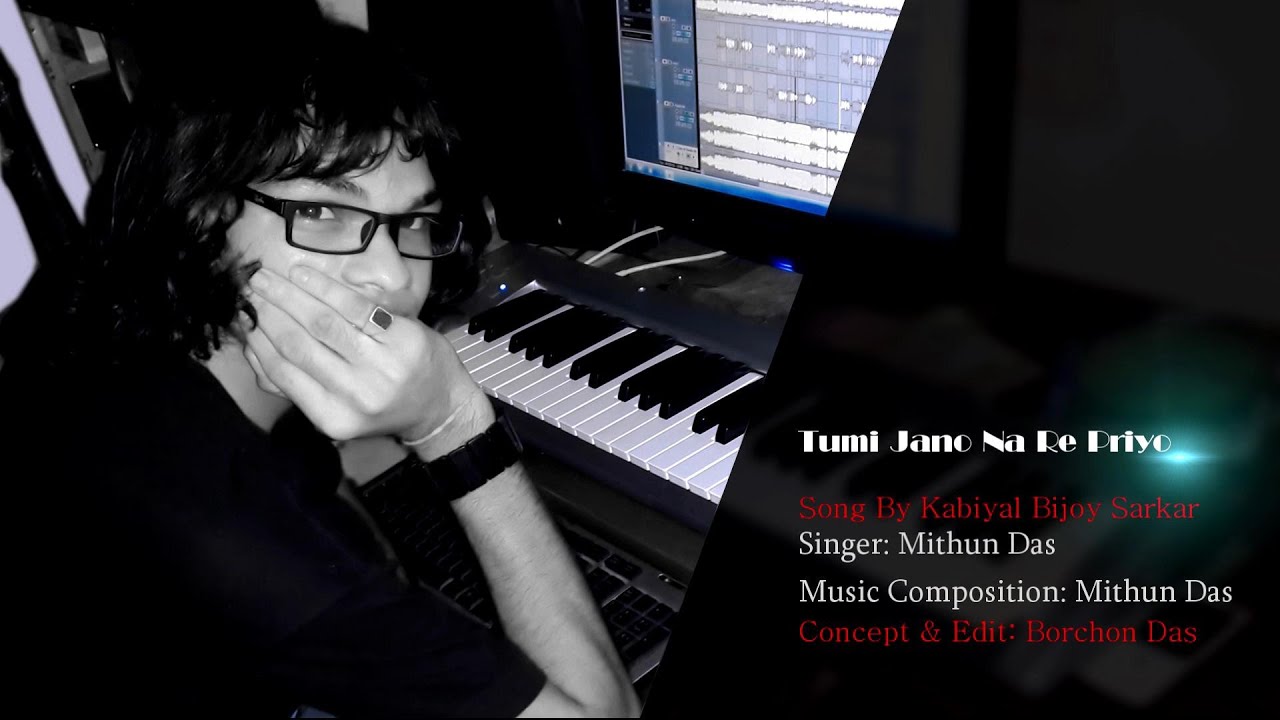 Tumi Jano Na Re Priyo
Song By Kabiyal Bijoy Sarkar
Singer: Mithun Das
Music Composition: Mithun Das
Concept & Edit: Borchon Das